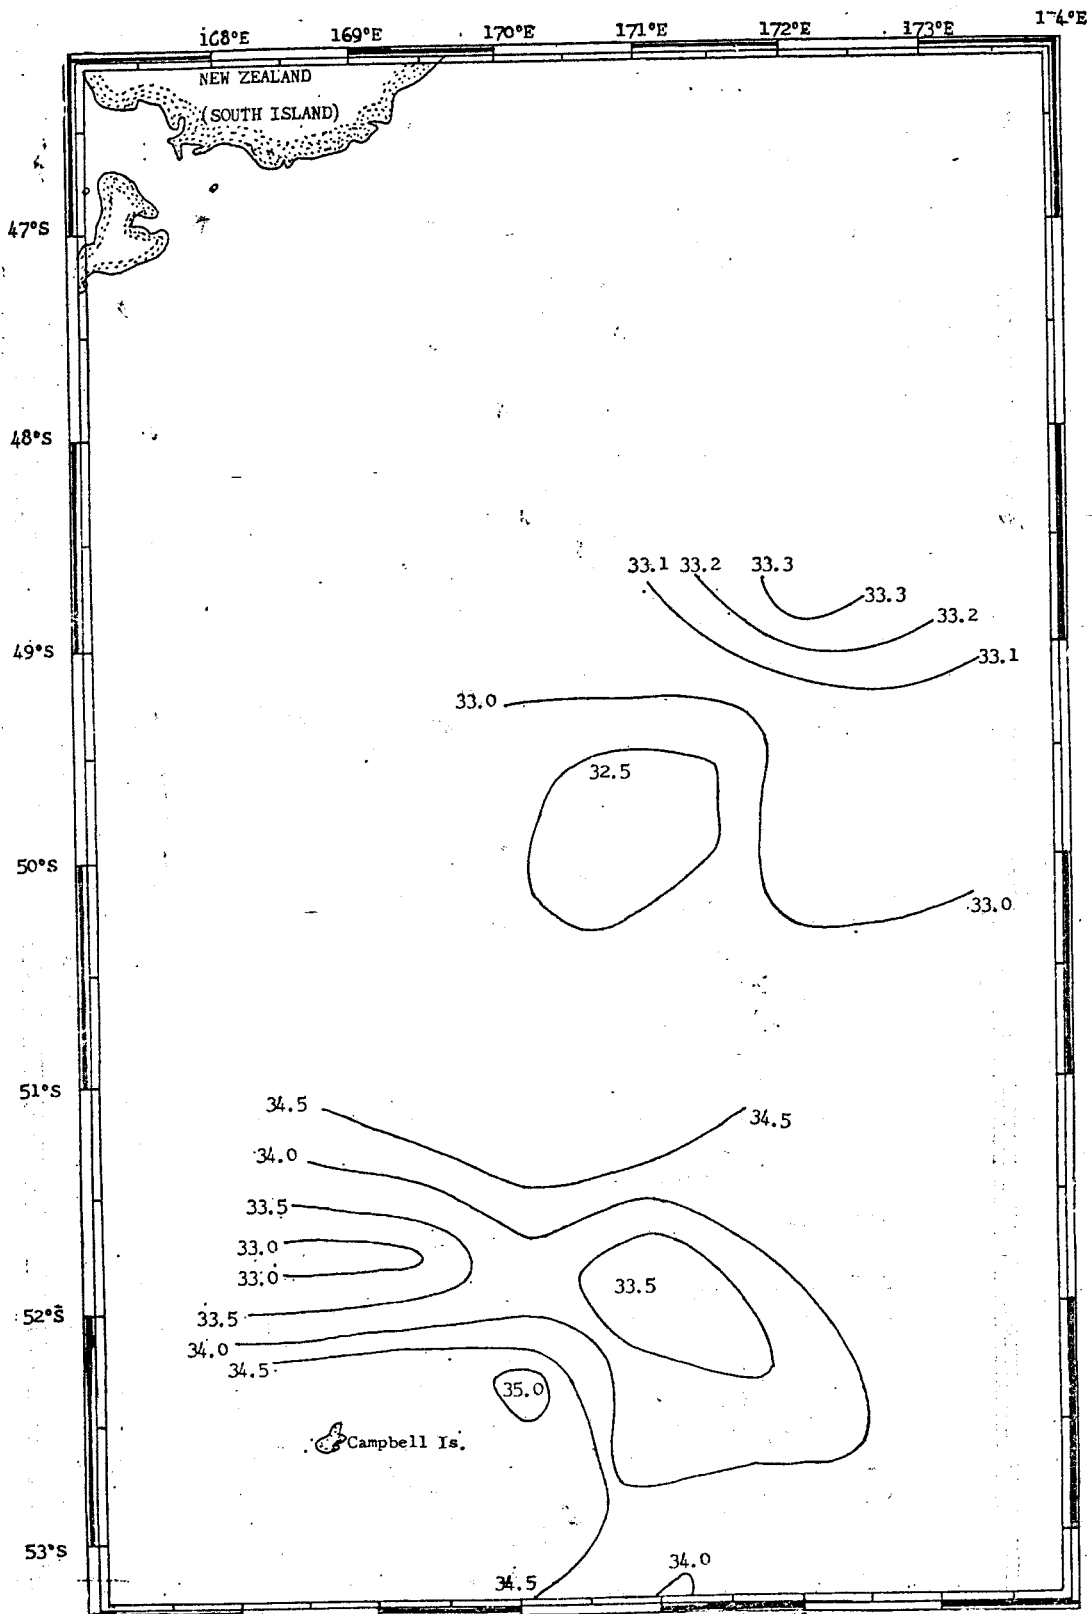 168°E 169°E 170°E 171°E 172°E 173°E 174°E
NEW ZEALAND
(SOUTH ISLAND)
47°S
48°S
33.1 33.2 33.3
33.3
33.2
49°S
33.1
33.0
32.5
50°S
33.0
51°S
34.5
34.5
34.0
33.5
33.0
33.0
33.5
52°S
33.5
34.0
34.5
35.0
Campbell Is.
53°S
34.0
34.5